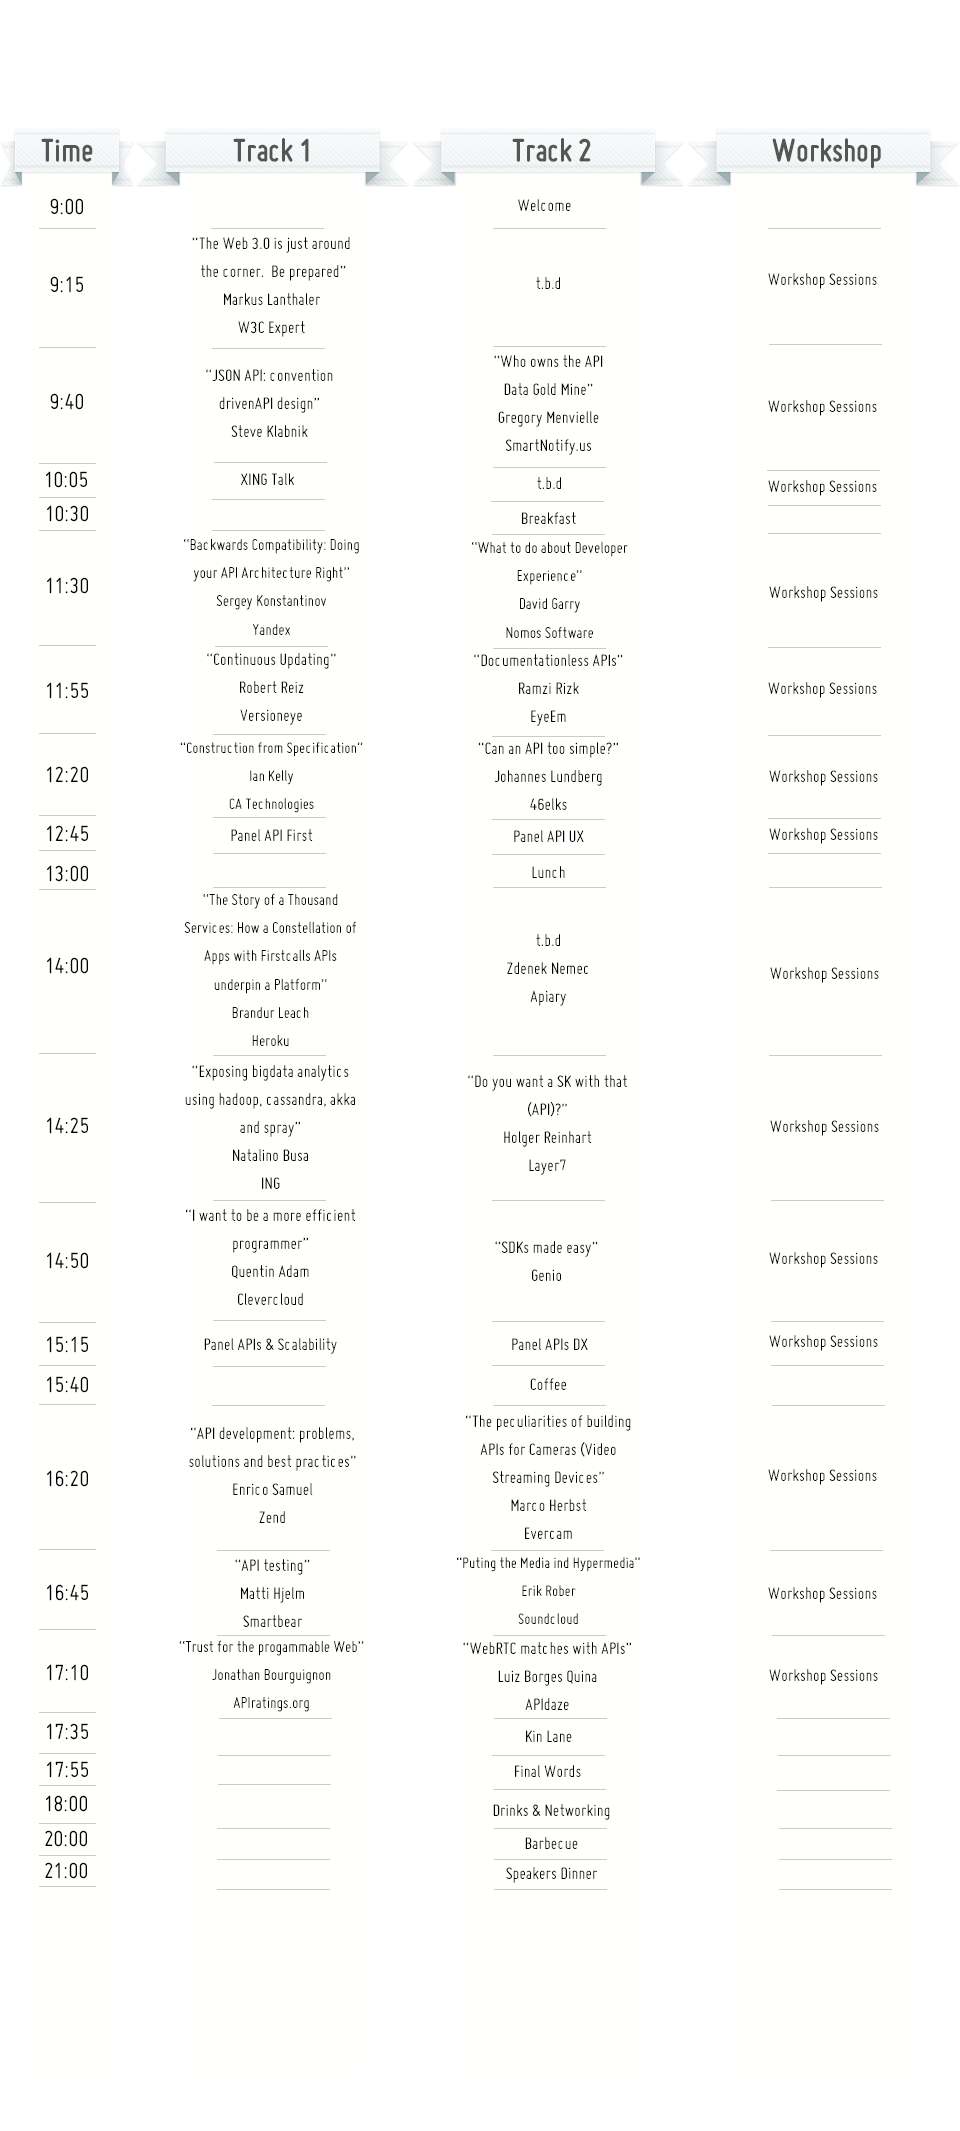 Time
Track 1
Track 2
Workshop
9:00
Welcome
9:15
“The Web 3.0 is just around
the corner. Be prepared”
Markus Lanthaler
W3C Expert
t.b.d
Workshop Sessions
9:40
“JSON API: convention
drivenAPI design”
Steve Klabnik
“Who owns the API
Data Gold Mine”
Gregory Menvielle
SmartNotify.us
Workshop Sessions
10:05
XING Talk
t.b.d
Workshop Sessions
10:30
Breakfast
11:30
“Backwards Compatibility: Doing
your API Architecture Right”
Sergey Konstantinov
Yandex
“What to do about Developer
Experience”
David Garry
Nomos Software
Workshop Sessions
11:55
“Continuous Updating”
Robert Reiz
Versioneye
“Documentationless APIs”
Ramzi Rizk
EyeEm
Workshop Sessions
12:20
“Construction from Specification”
Ian Kelly
CA Technologies
“Can an API too simple?”
Johannes Lundberg
46elks
Workshop Sessions
12:45
Panel API First
Panel API UX
Workshop Sessions
13:00
Lunch
14:00
“The Story of a Thousand
Services: How a Constellation of
Apps with Firstcalls APIs
underpin a Platform”
Brandur Leach
Heroku
t.b.d
Zdenek Nemec
Apiary
Workshop Sessions
14:25
“Exposing bigdata analytics
using hadoop, cassandra, akka
and spray”
Natalino Busa
ING
“Do you want a SK with that
(API)?”
Holger Reinhart
Layer7
Workshop Sessions
14:50
“I want to be a more efficient
programmer”
Quentin Adam
Clevercloud
“SDKs made easy”
Genio
Workshop Sessions
15:15
Panel APIs & Scalability
Panel APIs DX
Workshop Sessions
15:40
Coffee
16:20
“API development: problems,
solutions and best practices”
Enrico Samuel
Zend
“The peculiarities of building
APIs for Cameras (Video
Streaming Devices”
Marco Herbst
Evercam
Workshop Sessions
16:45
“API testing”
Matti Hjelm
Smartbear
“Puting the Media ind Hypermedia”
Erik Rober
Soundcloud
Workshop Sessions
17:10
“Trust for the progammable Web”
Jonathan Bourguignon
APIratings.org
“WebRTC matches with APIs”
Luiz Borges Quina
APIdaze
Workshop Sessions
17:35
Kin Lane
17:55
Final Words
18:00
Drinks & Networking
20:00
Barbecue
21:00
Speakers Dinner